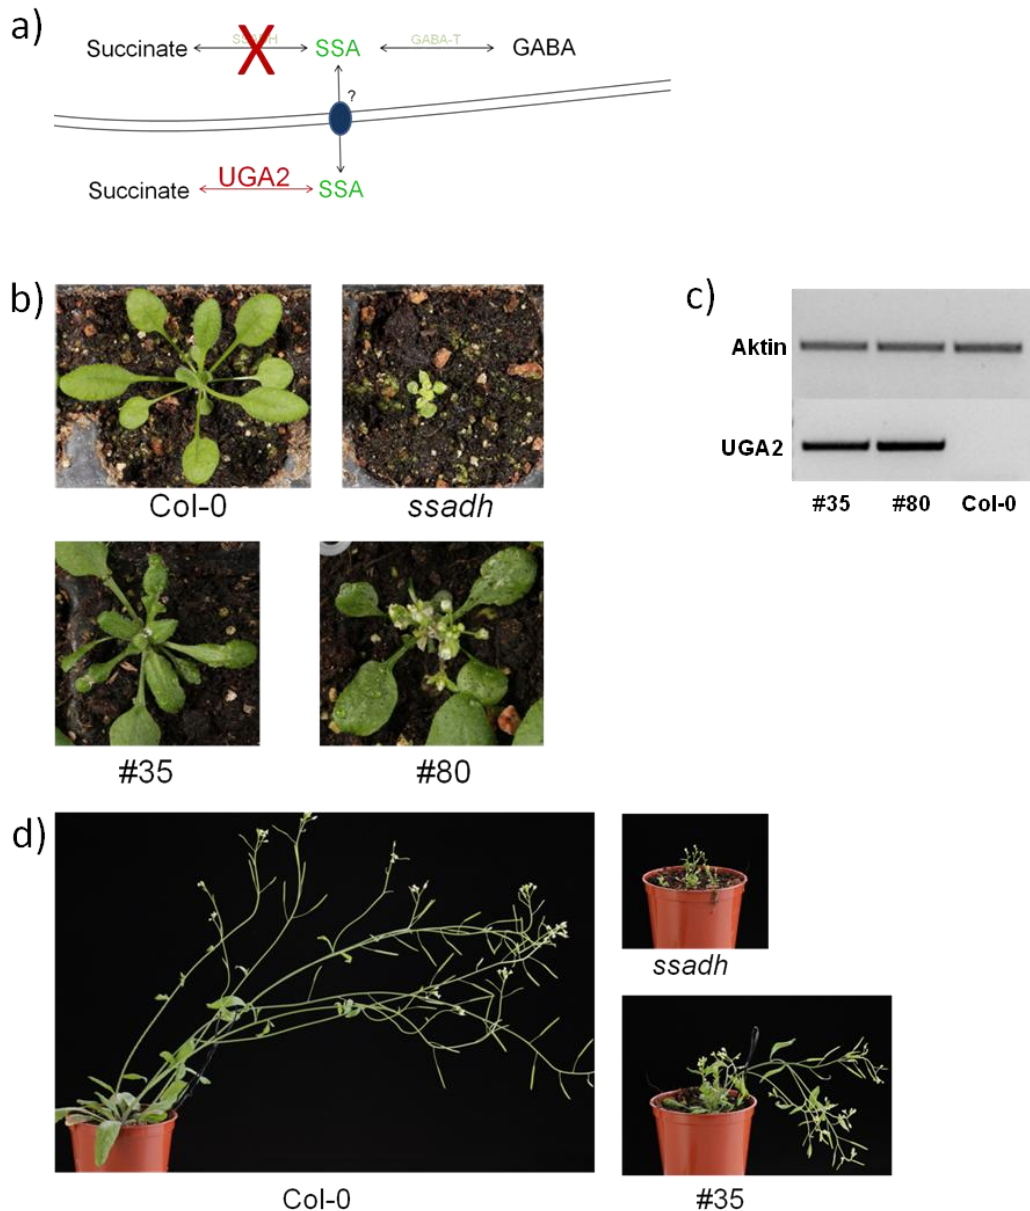 a)
Succinate SSADH SSA GABA-T GABA
?
UGA2
Succinate SSA
b)
Col-0 ssadh
#35 #80
c)
Aktin
UGA2
#35 #80 Col-0
d)
ssadh
Col-0 #35